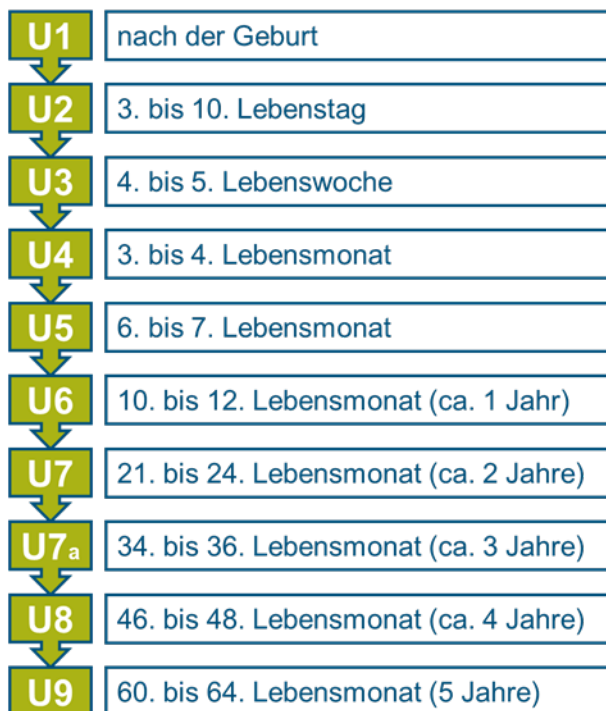 U1 nach der Geburt
U2 3. bis 10. Lebenstag
U3 4. bis 5. Lebenswoche
U4 3. bis 4. Lebensmonat
U5 6. bis 7. Lebensmonat
U6 10. bis 12. Lebensmonat (ca. 1 Jahr)
U7 21. bis 24. Lebensmonat (ca. 2 Jahre)
U7a 34. bis 36. Lebensmonat (ca. 3 Jahre)
U8 46. bis 48. Lebensmonat (ca. 4 Jahre)
U9 60. bis 64. Lebensmonat (5 Jahre)